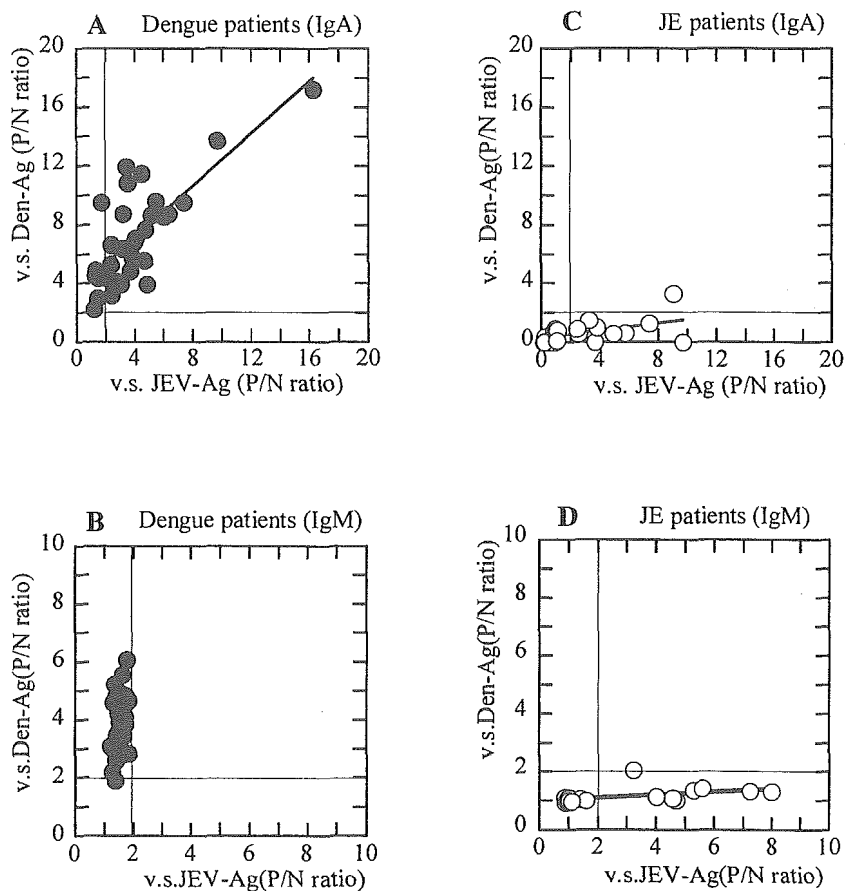 A Dengue patients (IgA)
20
16
12
8
4
0
v.s. Den-Ag (P/N ratio)
0 4 8 12 16 20
v.s. JEV-Ag (P/N ratio)
C JE patients (IgA)
20
16
12
8
4
0
v.s. Den-Ag(P/N ratio)
0 4 8 12 16 20
v.s. JEV-Ag (P/N ratio)
B Dengue patients (IgM)
10
8
6
4
2
0
v.s.Den-Ag(P/N ratio)
0 2 4 6 8 10
v.s.JEV-Ag(P/N ratio)
D JE patients (IgM)
10
8
6
4
2
0
v.s.Den-Ag(P/N ratio)
0 2 4 6 8 10
v.s.JEV-Ag(P/N ratio)